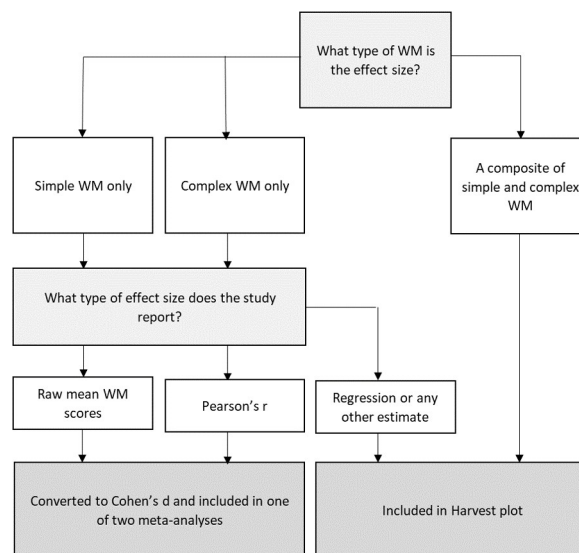 What type of WM is
the effect size?
Simple WM only
Complex WM only
A composite of
simple and complex
WM
What type of effect size does the study
report?
Raw mean WM
scores
Pearson's r
Regression or any
other estimate
Converted to Cohen's d and included in one
of two meta-analyses
Included in Harvest plot